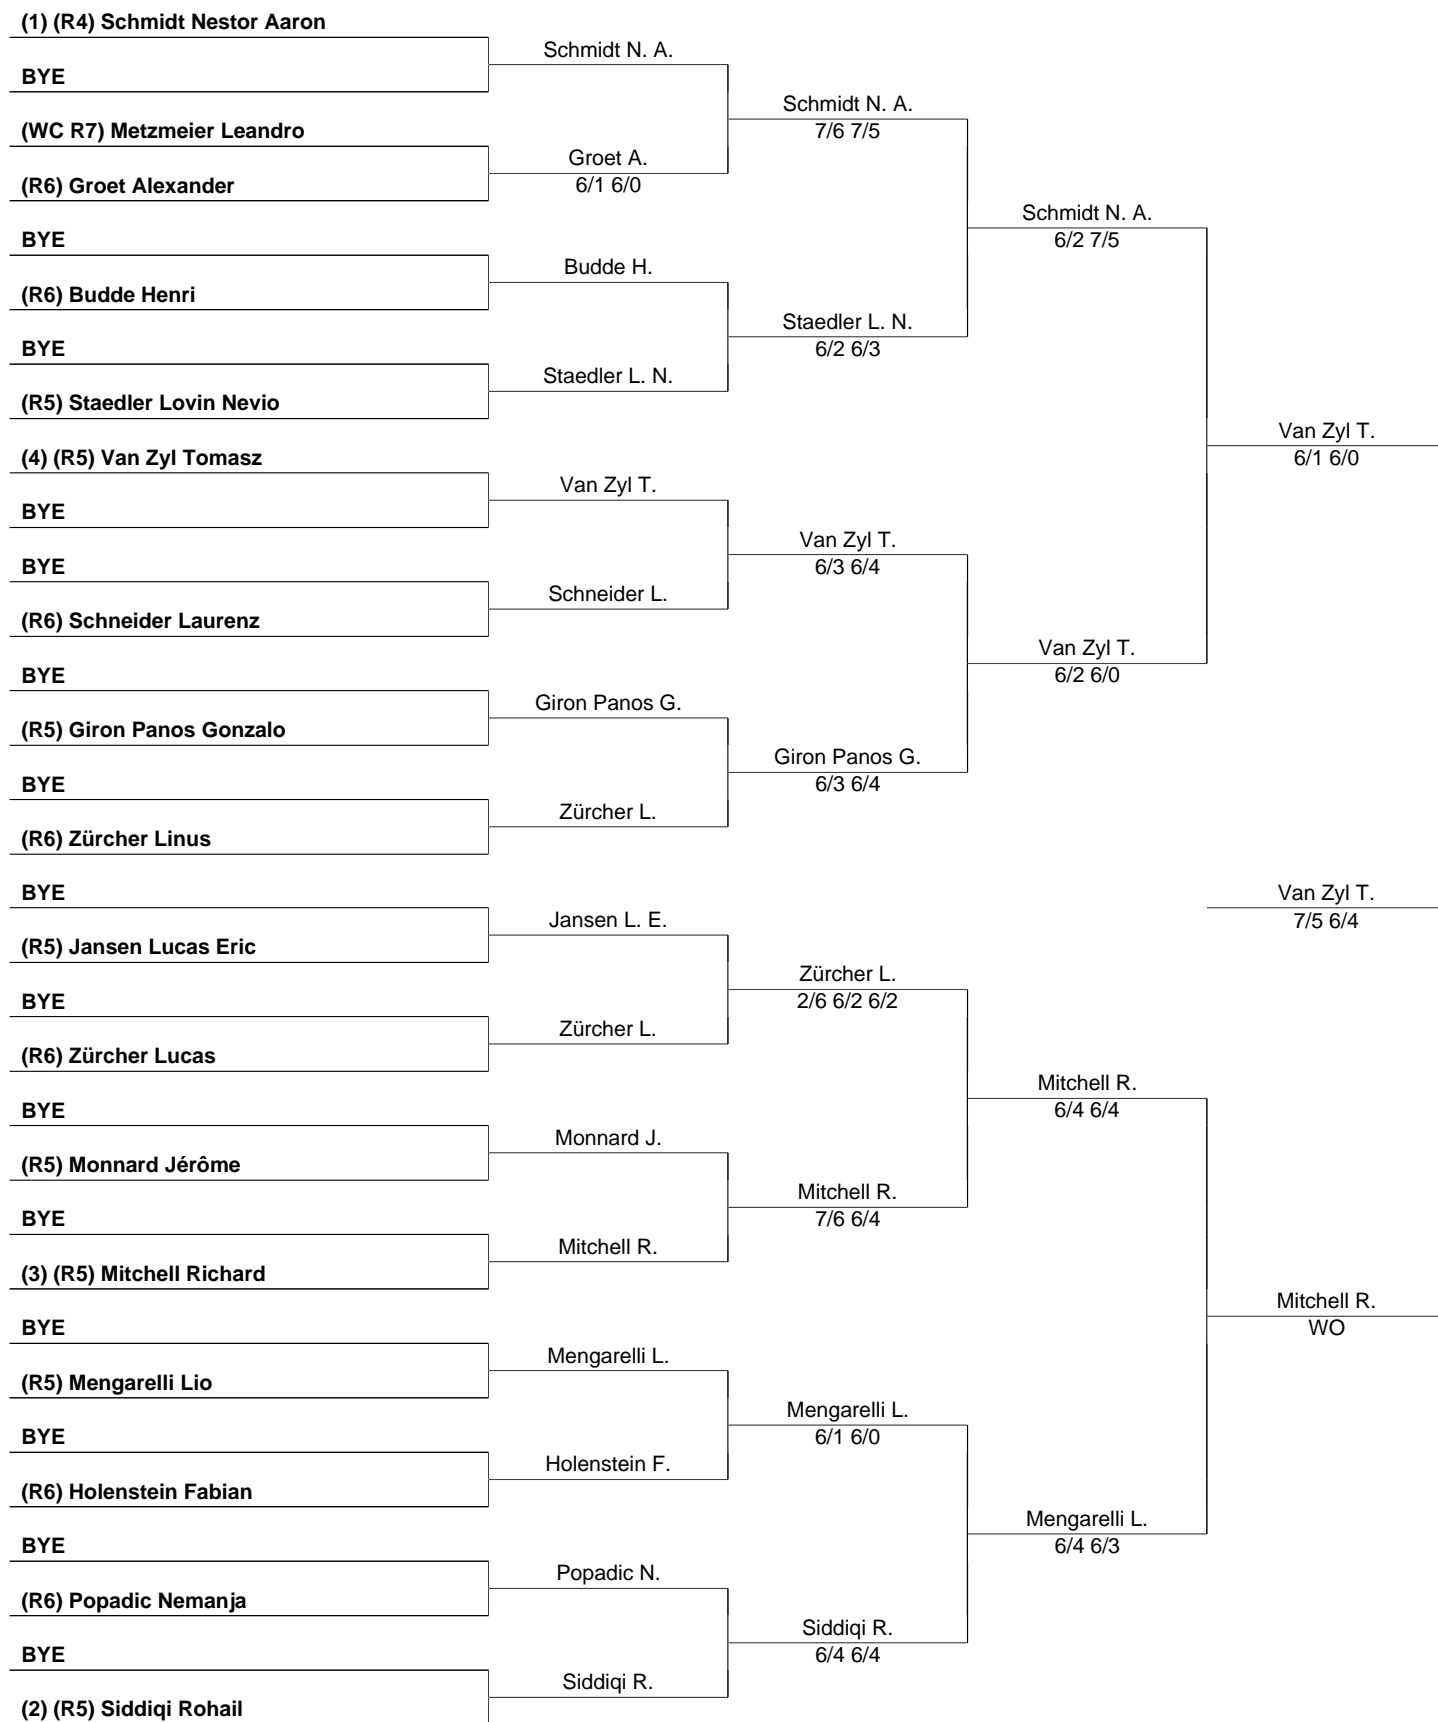 (1) (R4) Schmidt Nestor Aaron
BYE
(WC R7) Metzmeier Leandro
(R6) Groet Alexander
BYE
(R6) Budde Henri
BYE
(R5) Staedler Lovin Nevio
(4) (R5) Van Zyl Tomasz
BYE
BYE
(R6) Schneider Laurenz
BYE
(R5) Giron Panos Gonzalo
BYE
(R6) Zürcher Linus
BYE
(R5) Jansen Lucas Eric
BYE
(R6) Zürcher Lucas
BYE
(R5) Monnard Jérôme
BYE
(3) (R5) Mitchell Richard
BYE
(R5) Mengarelli Lio
BYE
(R6) Holenstein Fabian
BYE
(R6) Popadic Nemanja
BYE
(2) (R5) Siddiqi Rohail
Schmidt N. A.
Groet A.
6/1 6/0
Budde H.
Staedler L. N.
Van Zyl T.
Schneider L.
Giron Panos G.
Zürcher L.
Jansen L. E.
Zürcher L.
Monnard J.
Mitchell R.
Mengarelli L.
Holenstein F.
Popadic N.
Siddiqi R.
Schmidt N. A.
7/6 7/5
Staedler L. N.
6/2 6/3
Van Zyl T.
6/3 6/4
Giron Panos G.
6/3 6/4
Zürcher L.
2/6 6/2 6/2
Mitchell R.
7/6 6/4
Mengarelli L.
6/1 6/0
Siddiqi R.
6/4 6/4
Schmidt N. A.
6/2 7/5
Van Zyl T.
6/2 6/0
Mitchell R.
6/4 6/4
Mengarelli L.
6/4 6/3
Van Zyl T.
6/1 6/0
Van Zyl T.
7/5 6/4
Mitchell R.
WO